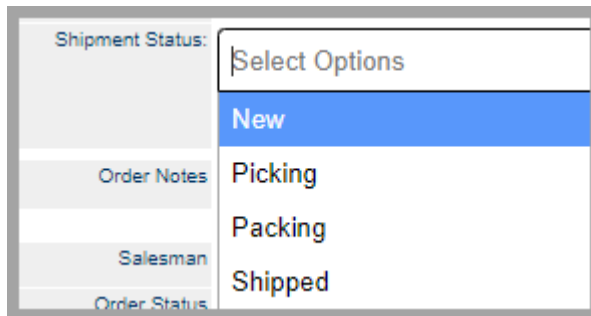 Shipment Status:
Select Options
New
Order Notes
Picking
Packing
Salesman
Shipped
Order Status